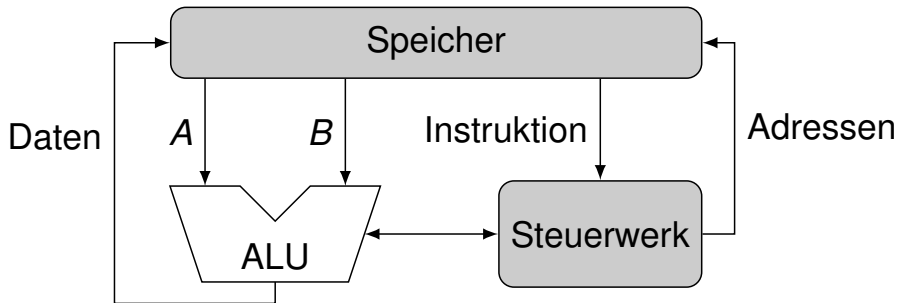 Speicher
Daten
A
B
Instruktion
Adressen
ALU
Steuerwerk